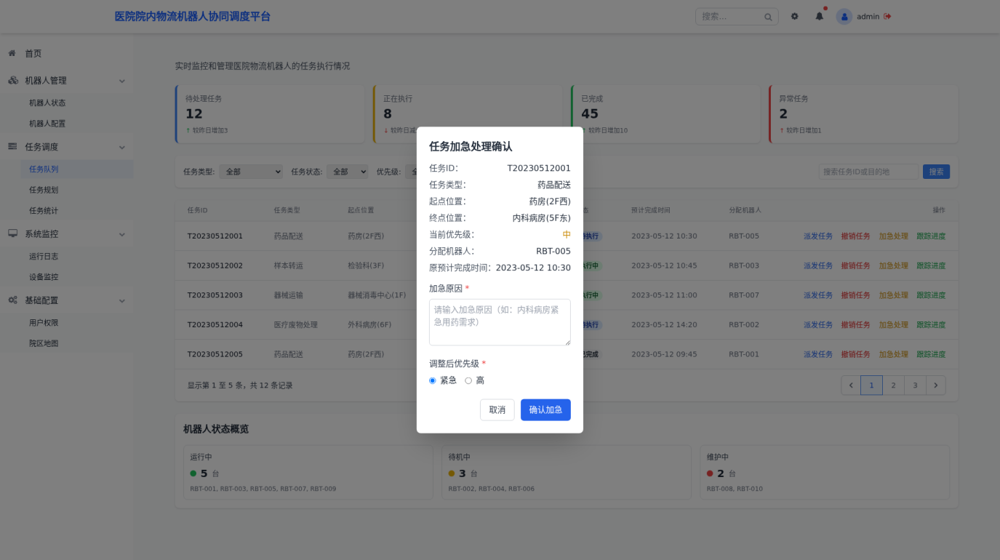 医院院内物流机器人协同调度平台
搜索...
admin
首页
机器人管理
机器人状态
机器人配置
任务调度
任务队列
任务规划
任务统计
系统监控
运行日志
设备监控
基础配置
用户权限
院区地图
实时监控和管理医院物流机器人的任务执行情况
待处理任务
12
↑ 较昨日增加3
正在执行
8
↓ 较昨日减
已完成
45
较昨日增加10
异常任务
2
↑ 较昨日增加1
任务类型: 全部 任务状态: 全部 优先级:
搜索任务ID或目的地 搜索
任务ID 任务类型 起点位置 态 预计完成时间 分配机器人 操作
T20230512001 药品配送 药房(2F西) 待执行 2023-05-12 10:30 RBT-005 派发任务 撤销任务 加急处理 跟踪进度
T20230512002 样本转运 检验科(3F) 执行中 2023-05-12 10:45 RBT-003 派发任务 撤销任务 加急处理 跟踪进度
T20230512003 器械运输 器械消毒中心(1F) 执行中 2023-05-12 11:00 RBT-007 派发任务 撤销任务 加急处理 跟踪进度
T20230512004 医疗废物处理 外科病房(6F) 待执行 2023-05-12 14:20 RBT-002 派发任务 撤销任务 加急处理 跟踪进度
T20230512005 药品配送 药房(2F西) 已完成 2023-05-12 09:45 RBT-001 派发任务 撤销任务 加急处理 跟踪进度
显示第 1 至 5 条，共 12 条记录
1 2 3
任务加急处理确认
任务ID： T20230512001
任务类型： 药品配送
起点位置： 药房(2F西)
终点位置： 内科病房(5F东)
当前优先级： 中
分配机器人： RBT-005
原预计完成时间： 2023-05-12 10:30
加急原因 *
请输入加急原因（如：内科病房紧
急用药需求）
调整后优先级 *
紧急 高
取消 确认加急
机器人状态概览
运行中
5 台
RBT-001, RBT-003, RBT-005, RBT-007, RBT-009
待机中
3 台
RBT-002, RBT-004, RBT-006
维护中
2 台
RBT-008, RBT-010